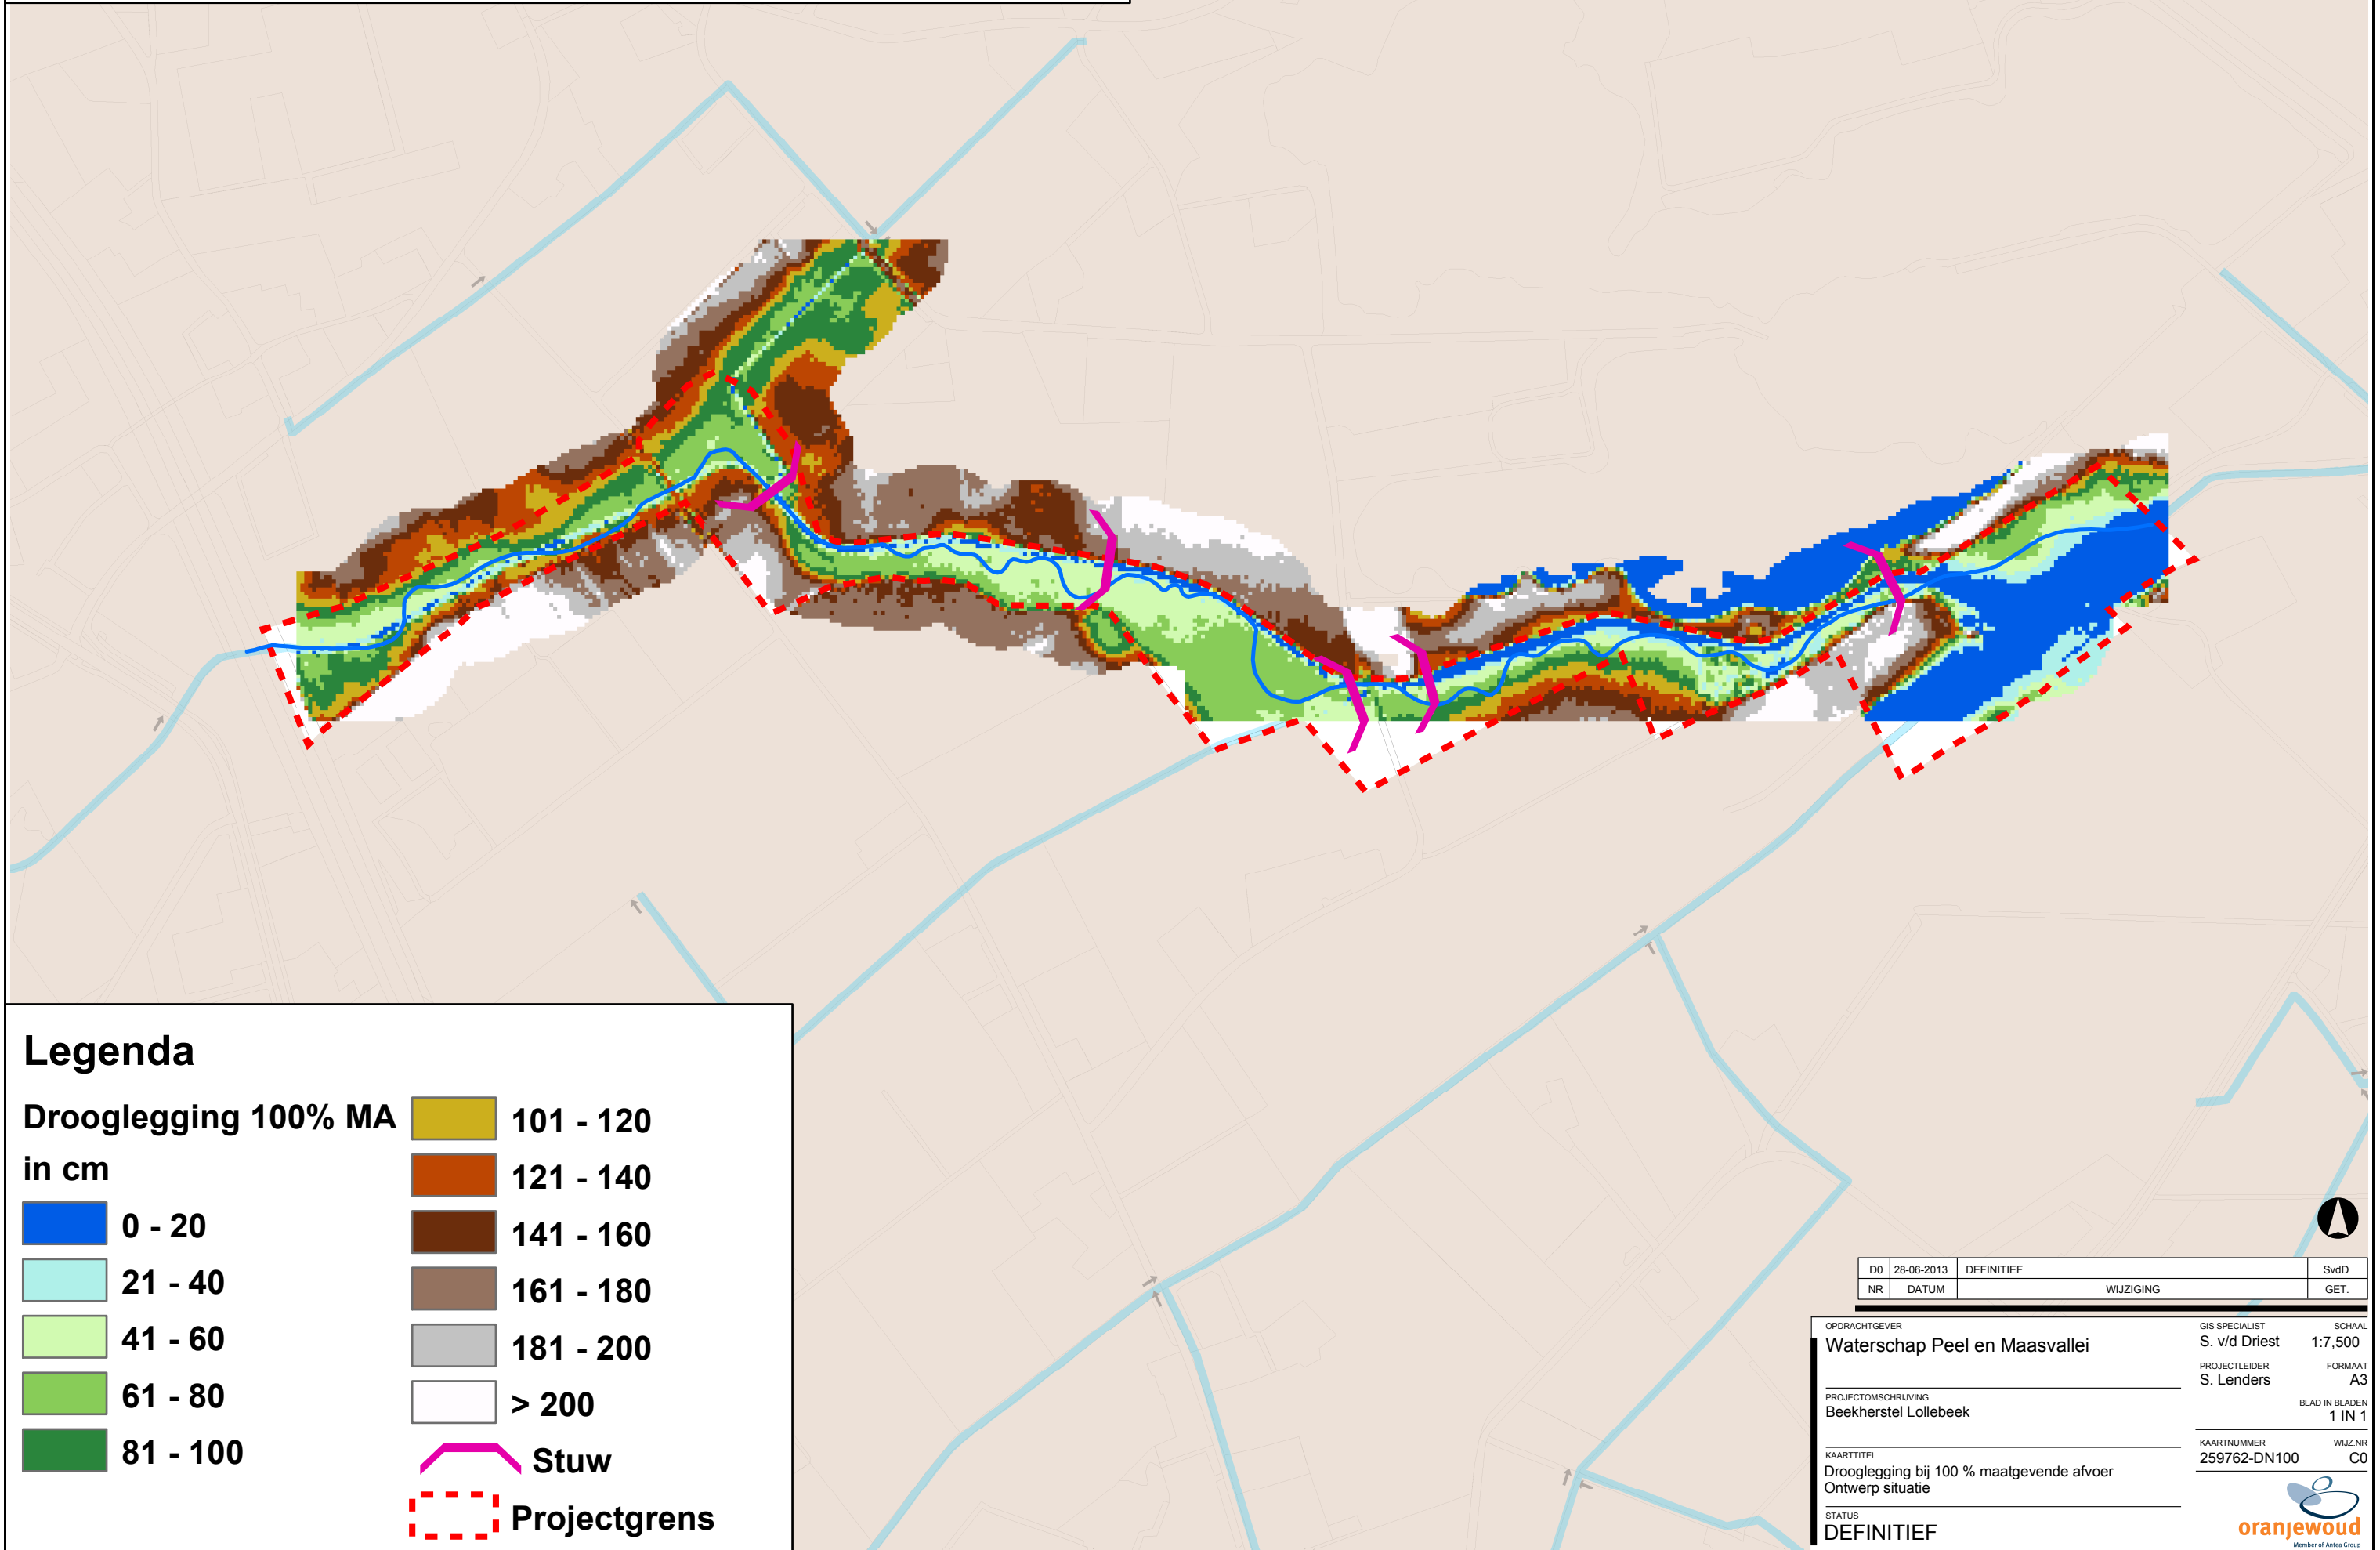 Legenda
Drooglegging 100% MA
in cm
0 - 20
21 - 40
41 - 60
61 - 80
81 - 100
101 - 120
121 - 140
141 - 160
161 - 180
181 - 200
> 200
Stuw
Projectgrens
D0 28-06-2013 DEFINITIEF SvdD
NR DATUM WIJZIGING GET.
OPDRACHTGEVER
Waterschap Peel en Maasvallei
PROJECTOMSCHRIJVING
Beekherstel Lollebeek
KAARTTITEL
Drooglegging bij 100 % maatgevende afvoer
Ontwerp situatie
STATUS
DEFINITIEF
GIS SPECIALIST SCHAAL
S. v/d Driest 1:7,500
PROJECTLEIDER FORMAAT
S. Lenders A3
BLAD IN BLADEN
1 IN 1
KAARTNUMMER WIJZ.NR
259762-DN100 C0
oranjewoud
Member of Antea Group